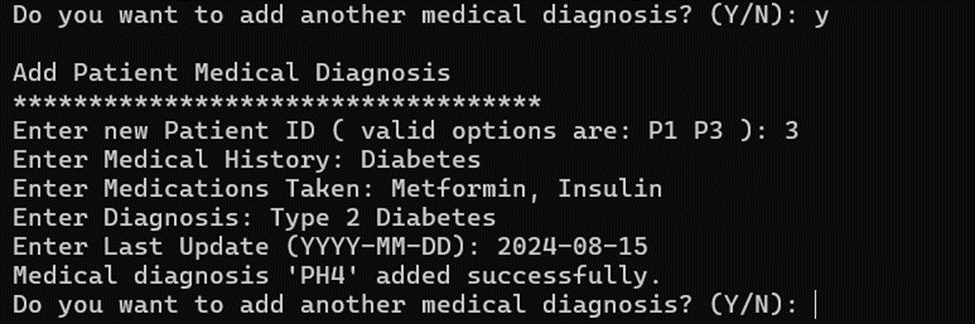 Do you want to add another medical diagnosis? (Y/N): y
Add Patient Medical Diagnosis
***********************************
Enter new Patient ID ( valid options are: P1 P3 ): 3
Enter Medical History: Diabetes
Enter Medications Taken: Metformin, Insulin
Enter Diagnosis: Type 2 Diabetes
Enter Last Update (YYYY-MM-DD): 2024-08-15
Medical diagnosis 'PH4' added successfully.
Do you want to add another medical diagnosis? (Y/N):